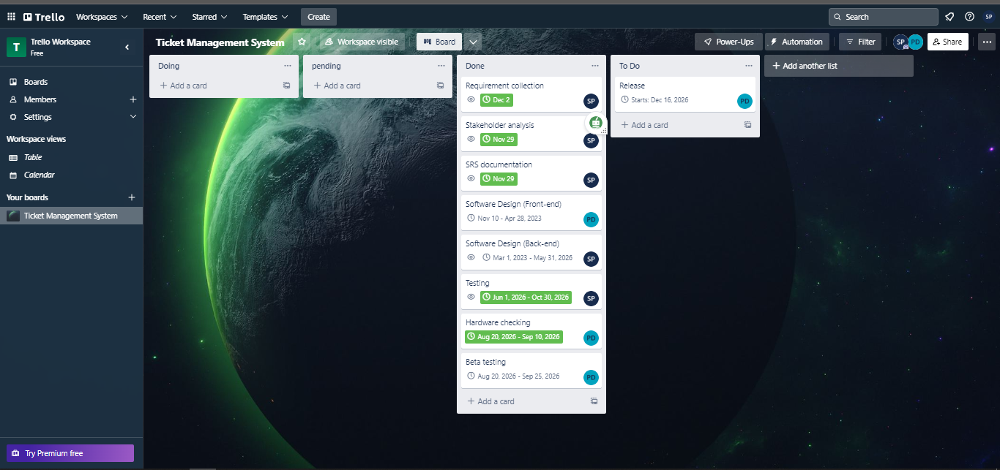 Trello
Workspaces
Recent
Starred
Templates
Create
Search
SP
T
Trello Workspace
Free
Boards
Members
Settings
Workspace views
Table
Calendar
Your boards
Ticket Management System
Try Premium free
Ticket Management System
Workspace visible
Board
Power-Ups
Automation
Filter
SP
PD
Share
Doing
Add a card
pending
Add a card
Done
Requirement collection
Dec 2
SP
Stakeholder analysis
Nov 29
SP
SRS documentation
Nov 29
SP
Software Design (Front-end)
Nov 10 - Apr 28, 2023
PD
Software Design (Back-end)
Mar 1, 2023 - May 31, 2026
SP
Testing
Jun 1, 2026 - Oct 30, 2026
SP
Hardware checking
Aug 20, 2026 - Sep 10, 2026
PD
Beta testing
Aug 20, 2026 - Sep 25, 2026
PD
Add a card
To Do
Release
Starts: Dec 16, 2026
PD
Add a card
Add another list